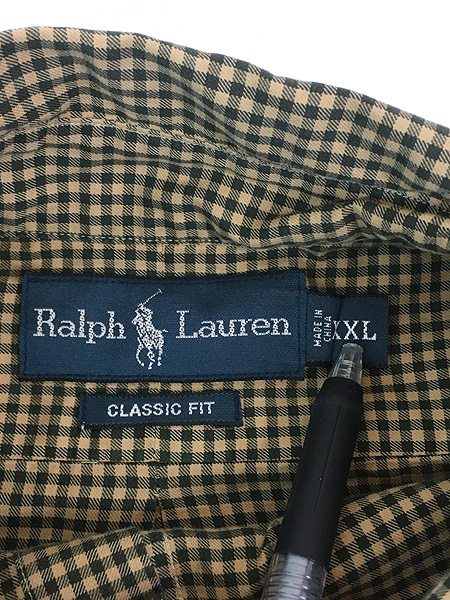 Ralph Lauren
MADE IN
CHINA
XXL
CLASSIC FIT